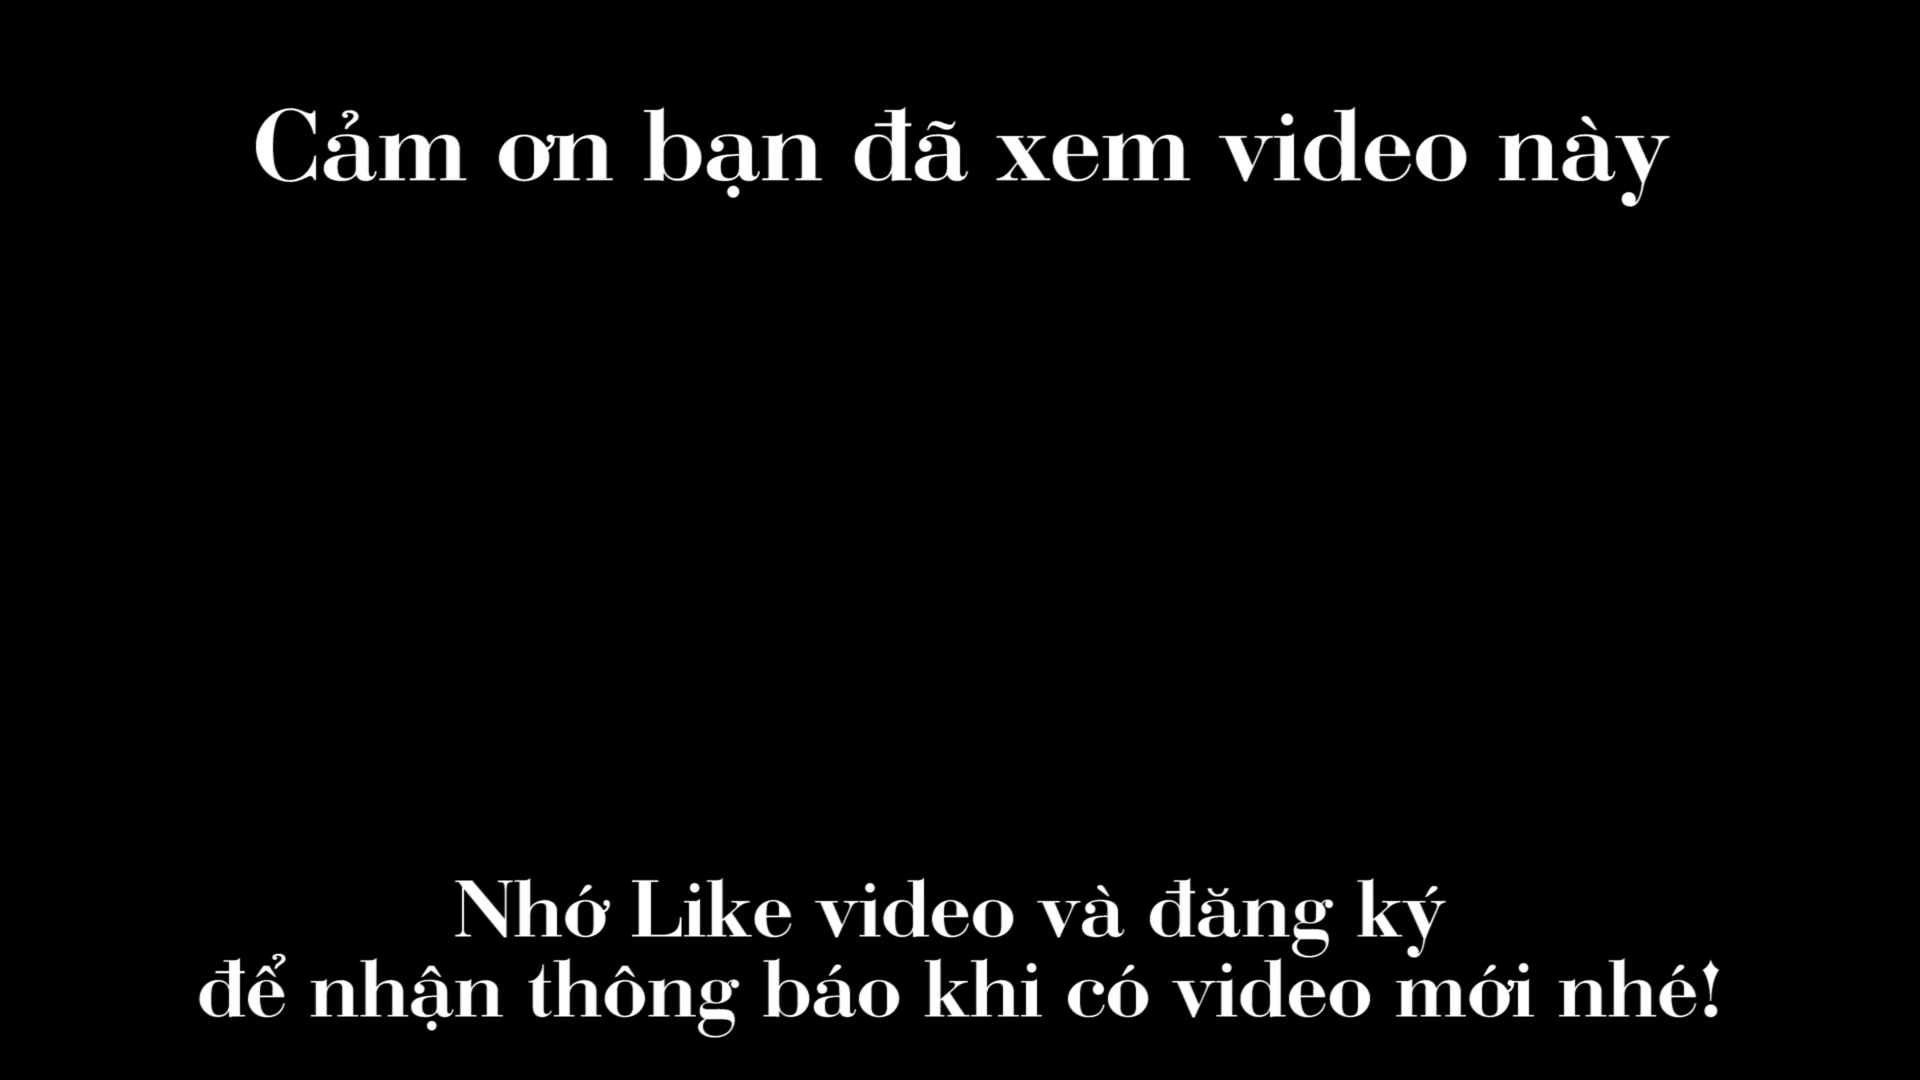 Cảm ơn bạn đã xem video này
Nhớ Like video và đăng ký
để nhận thông báo khi có video mới nhé!